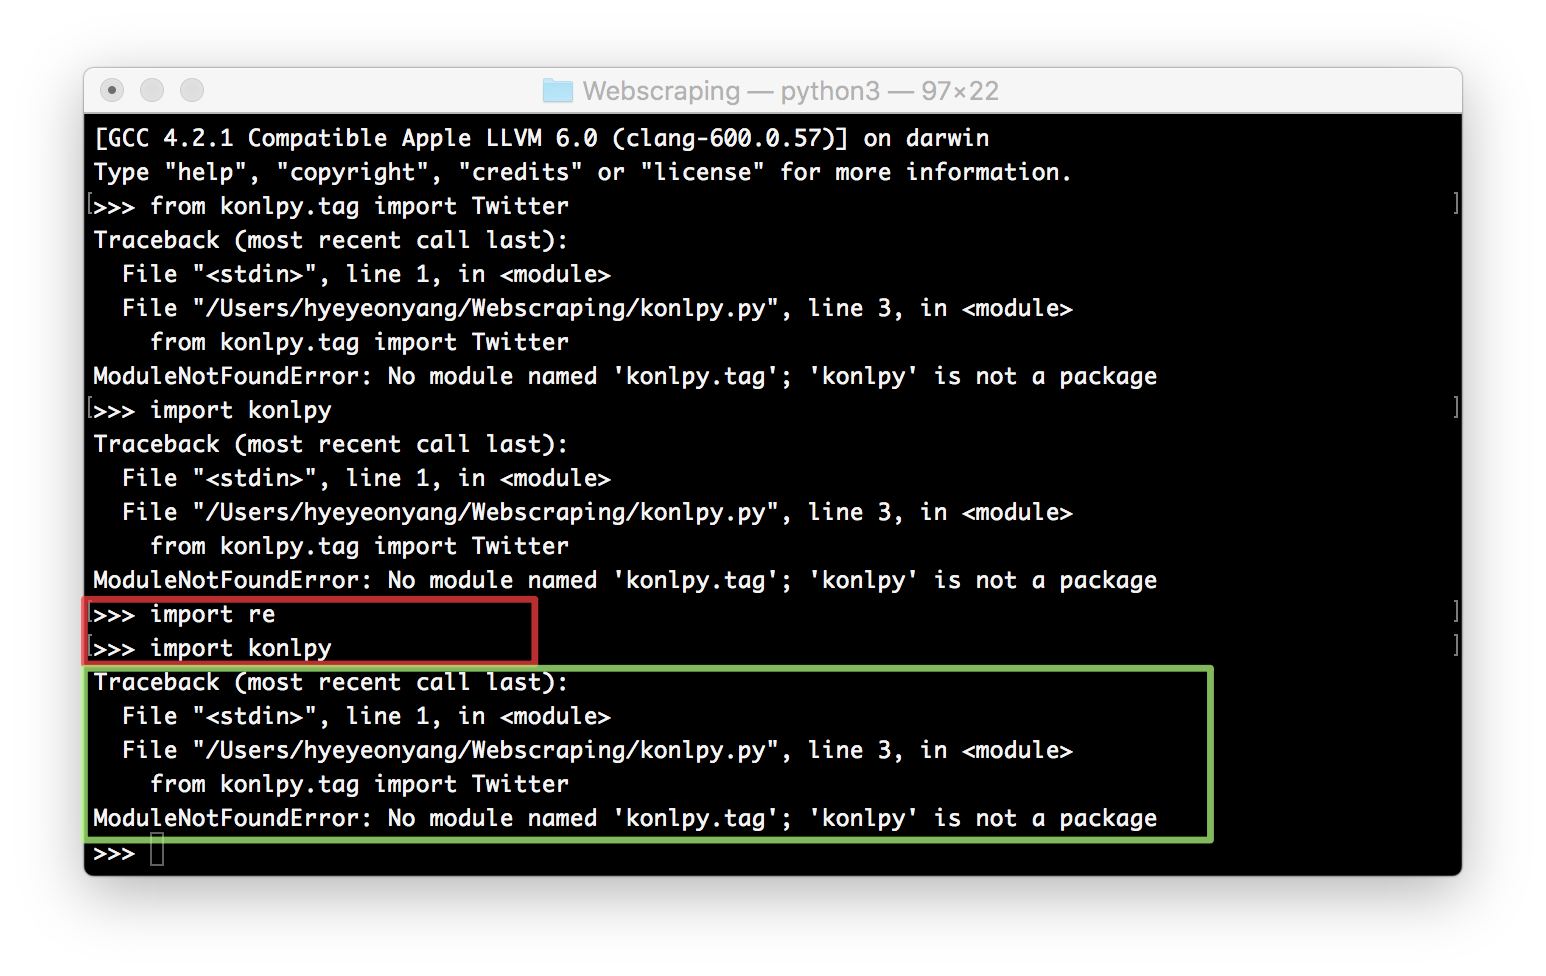 Webscraping — python3 — 97×22
[GCC 4.2.1 Compatible Apple LLVM 6.0 (clang-600.0.57)] on darwin
Type "help", "copyright", "credits" or "license" for more information.
[>>> from konlpy.tag import Twitter ]
Traceback (most recent call last):
  File "<stdin>", line 1, in <module>
  File "/Users/hyeyeonyang/Webscraping/konlpy.py", line 3, in <module>
    from konlpy.tag import Twitter
ModuleNotFoundError: No module named 'konlpy.tag'; 'konlpy' is not a package
[>>> import konlpy ]
Traceback (most recent call last):
  File "<stdin>", line 1, in <module>
  File "/Users/hyeyeonyang/Webscraping/konlpy.py", line 3, in <module>
    from konlpy.tag import Twitter
ModuleNotFoundError: No module named 'konlpy.tag'; 'konlpy' is not a package
[>>> import re ]
[>>> import konlpy ]
Traceback (most recent call last):
  File "<stdin>", line 1, in <module>
  File "/Users/hyeyeonyang/Webscraping/konlpy.py", line 3, in <module>
    from konlpy.tag import Twitter
ModuleNotFoundError: No module named 'konlpy.tag'; 'konlpy' is not a package
>>>